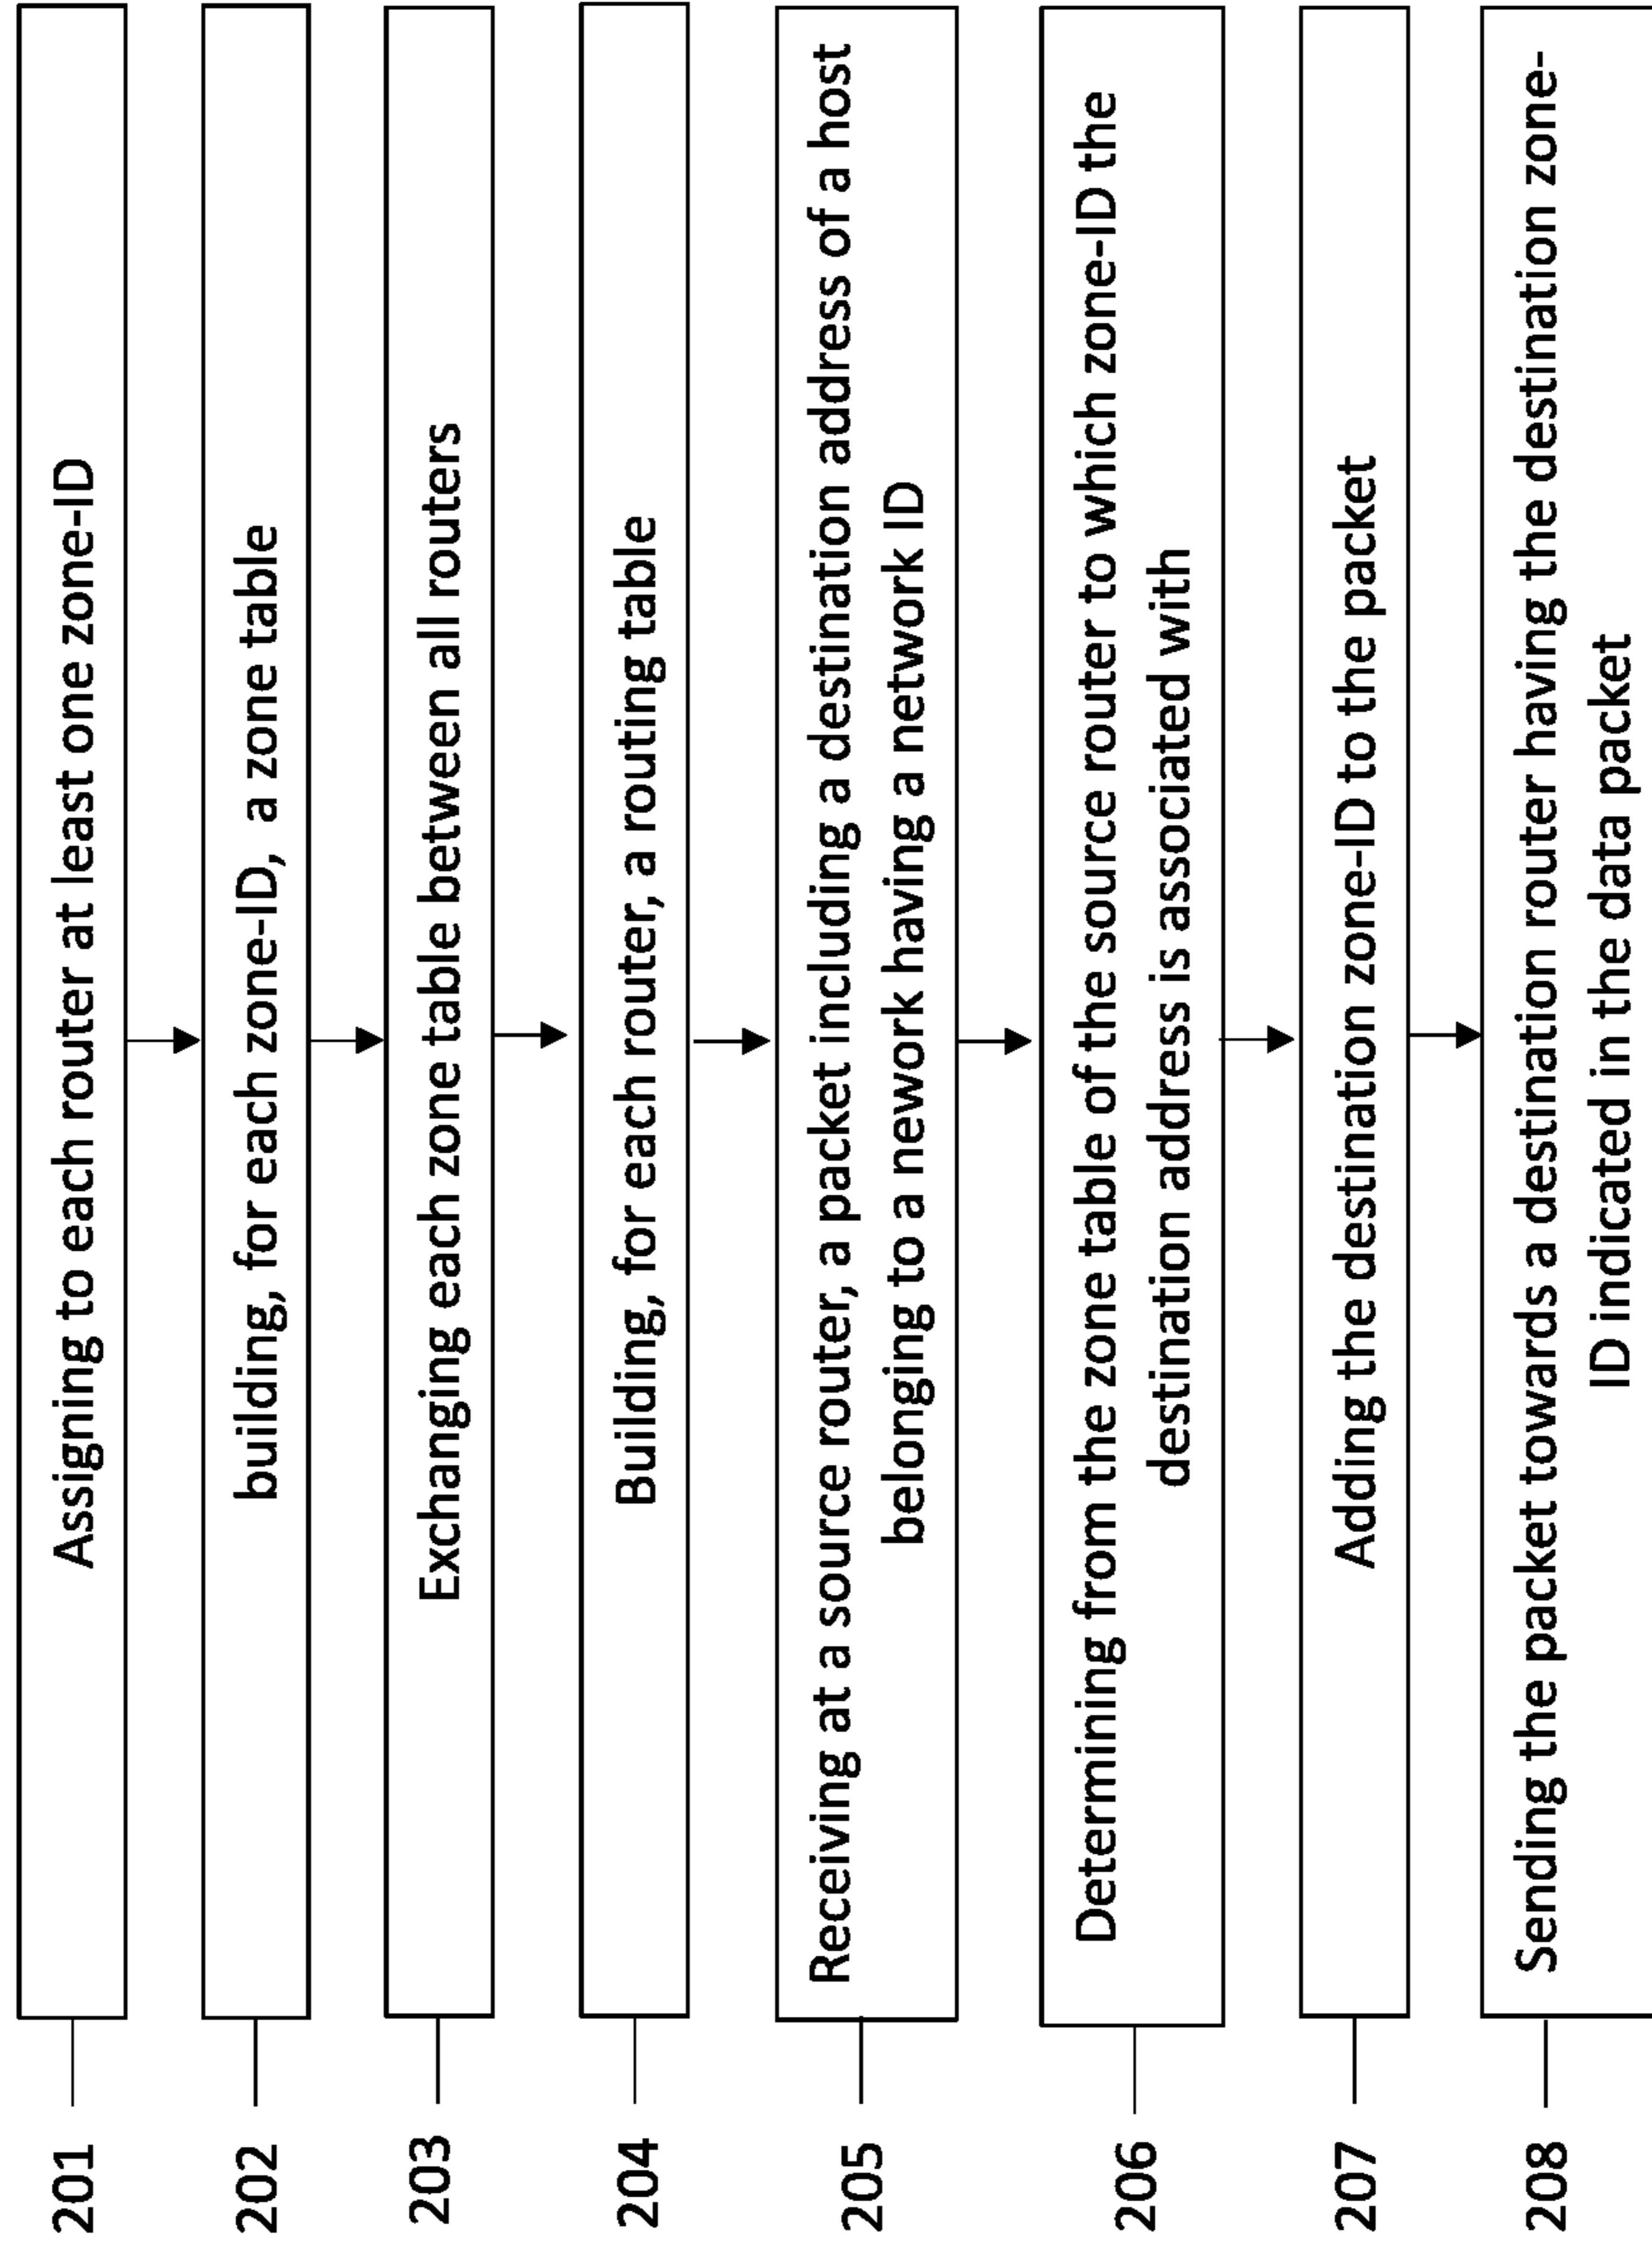 201
Assigning to each router at least one zone-ID
202
building, for each zone-ID, a zone table
203
Exchanging each zone table between all routers
204
Building, for each router, a routing table
205
Receiving at a source router, a packet including a destination address of a host
belonging to a network having a network ID
206
Determining from the zone table of the source router to which zone-ID the
destination address is associated with
207
Adding the destination zone-ID to the packet
208
Sending the packet towards a destination router having the destination zone-
ID indicated in the data packet